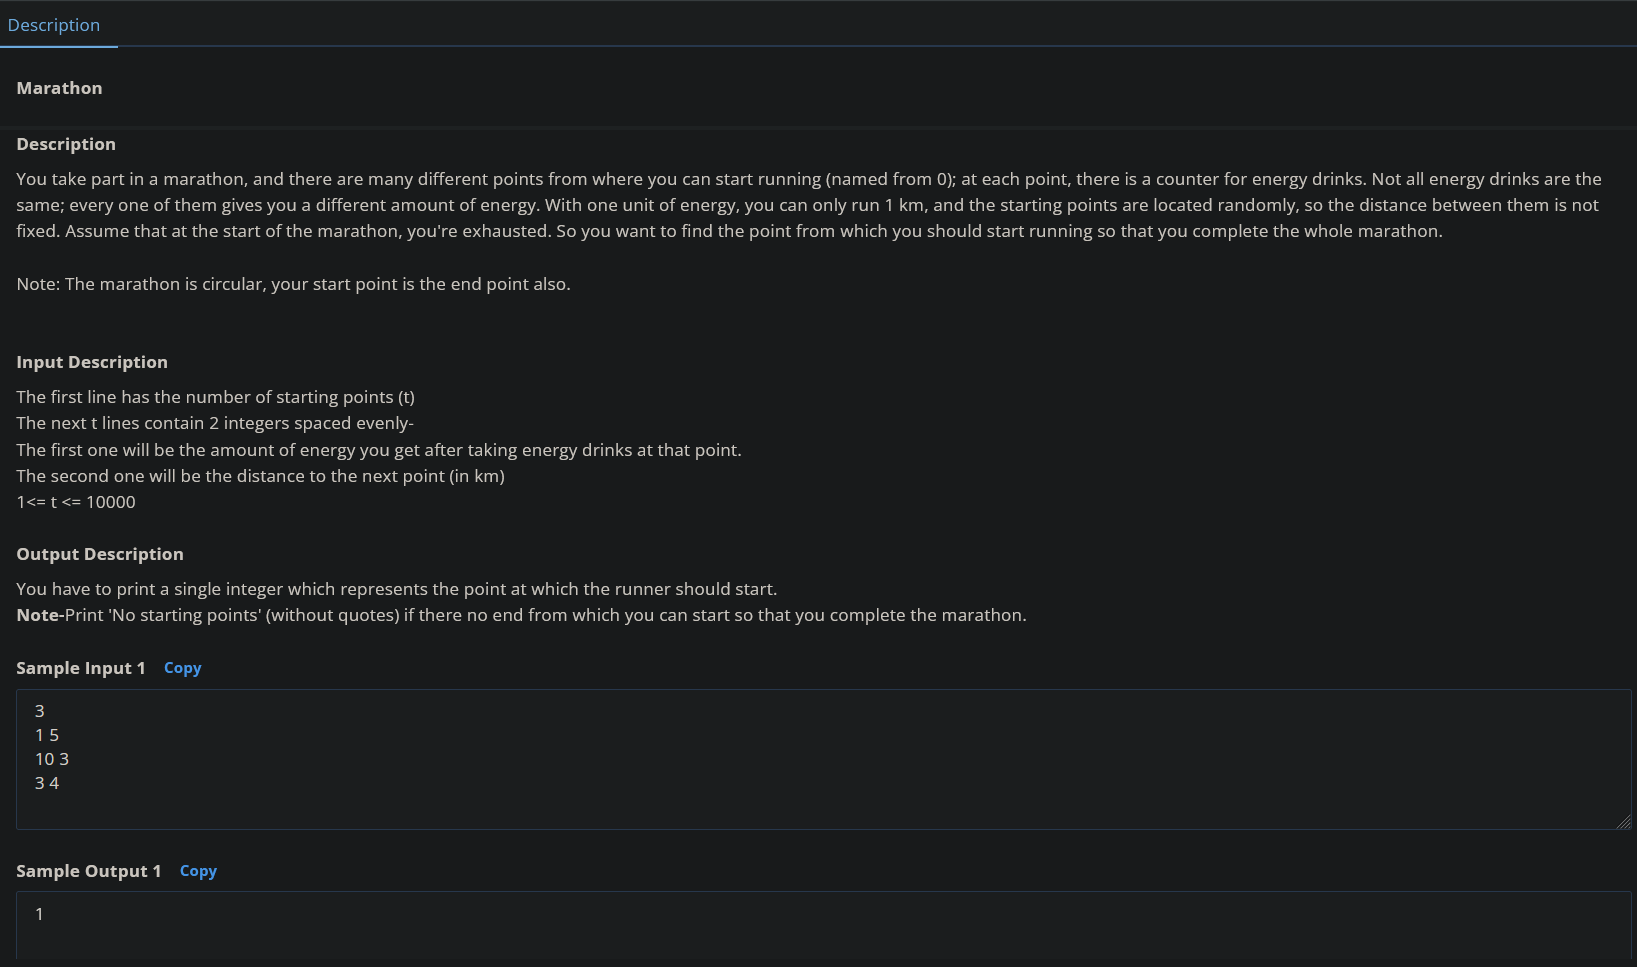 Description
Marathon
Description
You take part in a marathon, and there are many different points from where you can start running (named from 0); at each point, there is a counter for energy drinks. Not all energy drinks are the
same; every one of them gives you a different amount of energy. With one unit of energy, you can only run 1 km, and the starting points are located randomly, so the distance between them is not
fixed. Assume that at the start of the marathon, you're exhausted. So you want to find the point from which you should start running so that you complete the whole marathon.
Note: The marathon is circular, your start point is the end point also.
Input Description
The first line has the number of starting points (t)
The next t lines contain 2 integers spaced evenly-
The first one will be the amount of energy you get after taking energy drinks at that point.
The second one will be the distance to the next point (in km)
1<= t <= 10000
Output Description
You have to print a single integer which represents the point at which the runner should start.
Note-Print 'No starting points' (without quotes) if there no end from which you can start so that you complete the marathon.
Sample Input 1 Copy
3
1 5
10 3
3 4
Sample Output 1 Copy
1